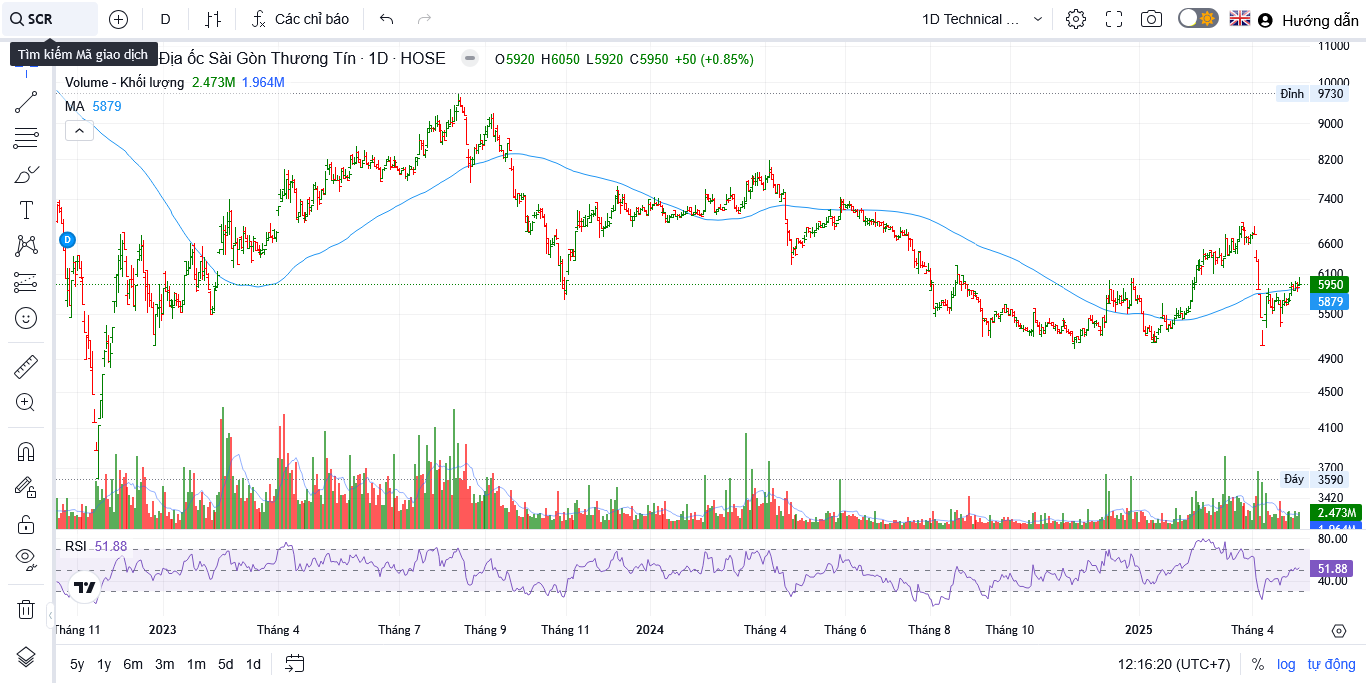 SCR
D
Các chỉ báo
1D Technical ...
Hướng dẫn
Tìm kiếm Mã giao dịch
Địa ốc Sài Gòn Thương Tín · 1D · HOSE
O5920 H6050 L5920 C5950 +50 (+0.85%)
Volume - Khối lượng 2.473M 1.964M
MA 5879
D
11000
10000
Đỉnh 9730
9000
8200
7400
6600
6100
5950
5879
5500
4900
4500
4100
3700
Đáy 3590
3420
2.473M
1.964M
RSI 51.88
80.00
51.88
40.00
Tháng 11 2023 Tháng 4 Tháng 7 Tháng 9 Tháng 11 2024 Tháng 4 Tháng 6 Tháng 8 Tháng 10 2025 Tháng 4
5y 1y 6m 3m 1m 5d 1d
12:16:20 (UTC+7) % log tự động